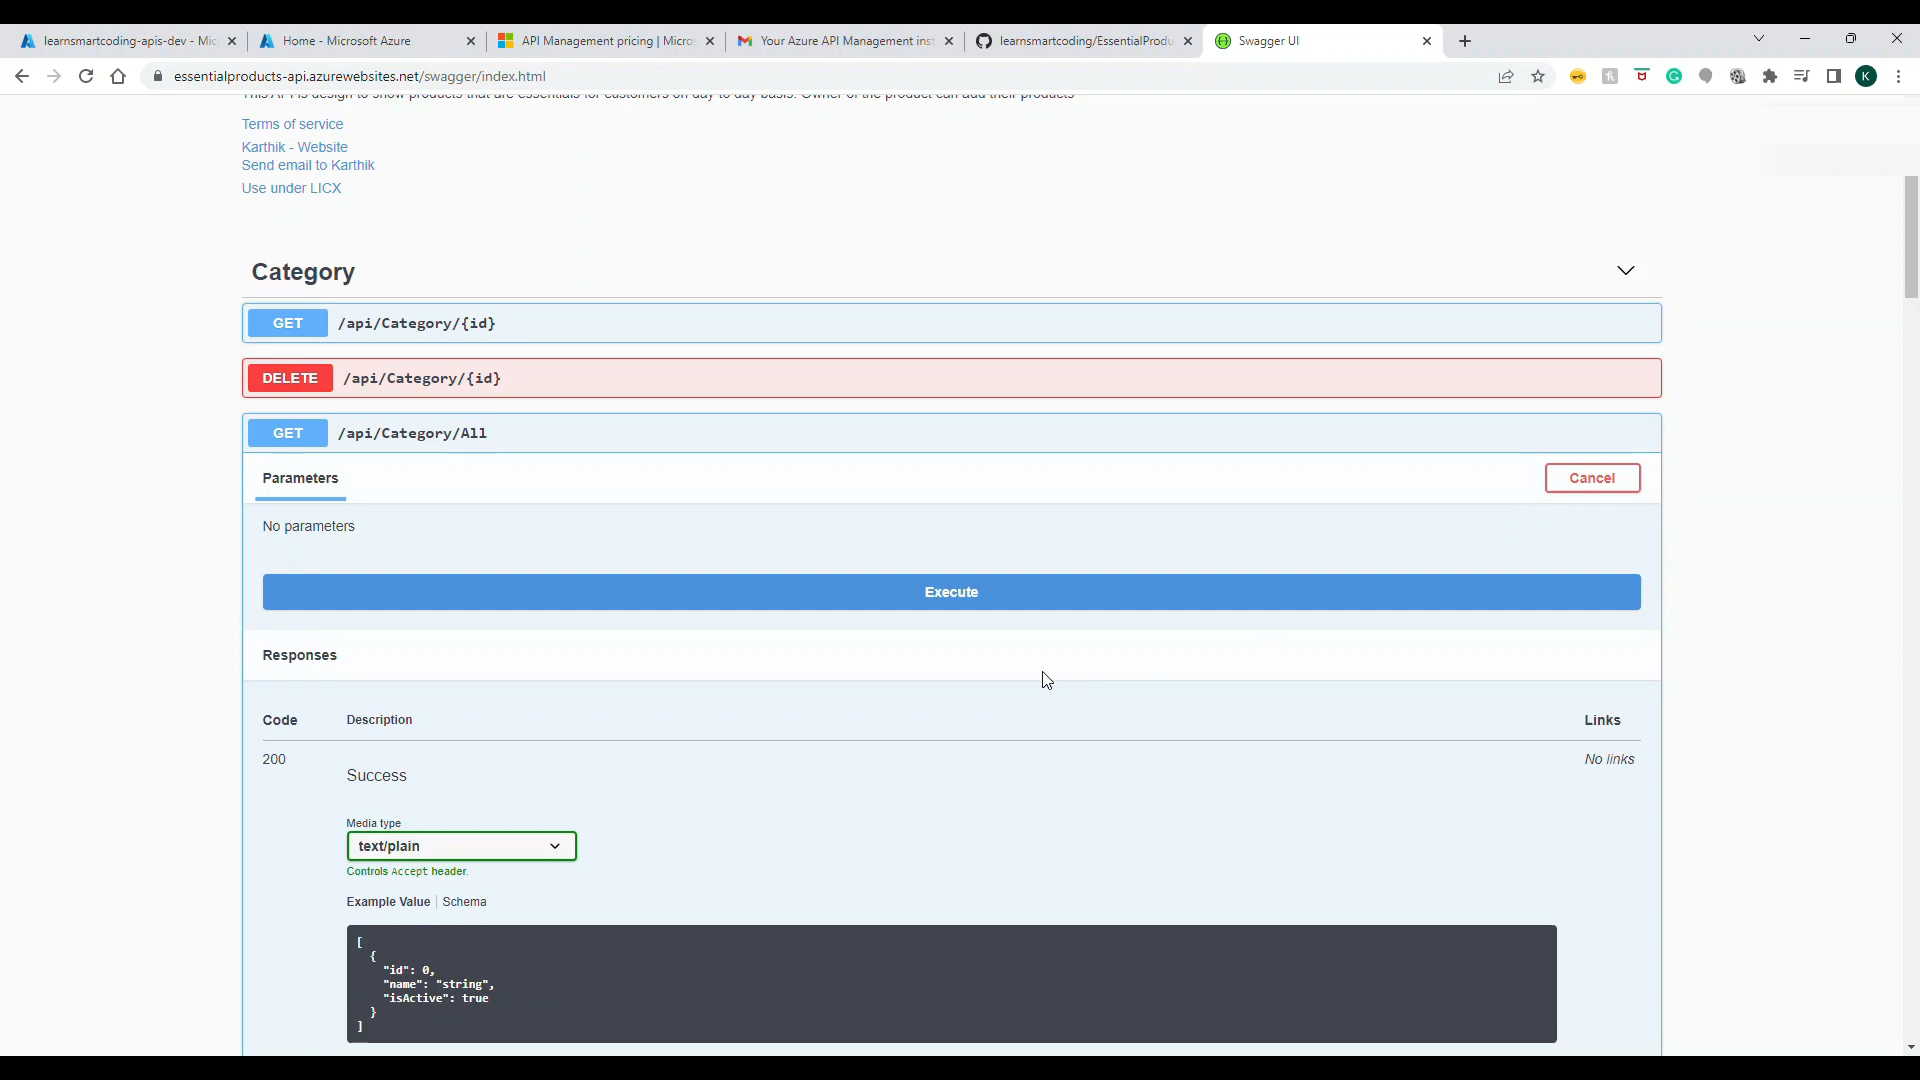 learnsmartcoding-apis-dev - Mic
Home - Microsoft Azure
API Management pricing | Micro
Your Azure API Management inst
learnsmartcoding/EssentialProdu
Swagger UI
essentialproducts-api.azurewebsites.net/swagger/index.html
K
This API is design to show products that are essentials for customers on day to day basis. Owner of the product can add their products
Terms of service
Karthik - Website
Send email to Karthik
Use under LICX
Category
GET /api/Category/{id}
DELETE /api/Category/{id}
GET /api/Category/All
Parameters
Cancel
No parameters
Execute
Responses
Code Description Links
200 No links
Success
Media type
text/plain
Controls Accept header.
Example Value | Schema
[
{
"id": 0,
"name": "string",
"isActive": true
}
]